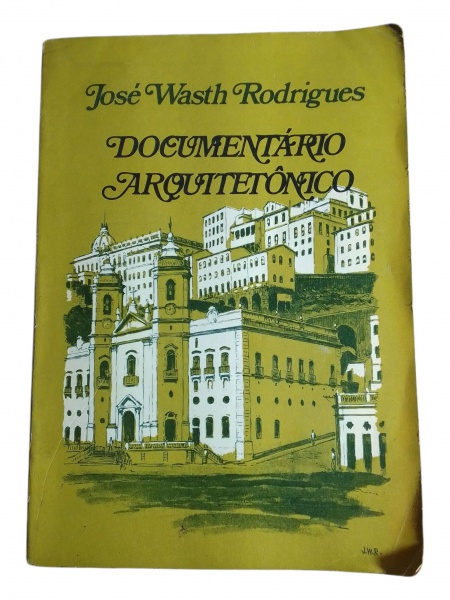 José Wasth Rodrigues
DOCUMENTÁRIO
ARQUITETÔNICO
J.W.R.